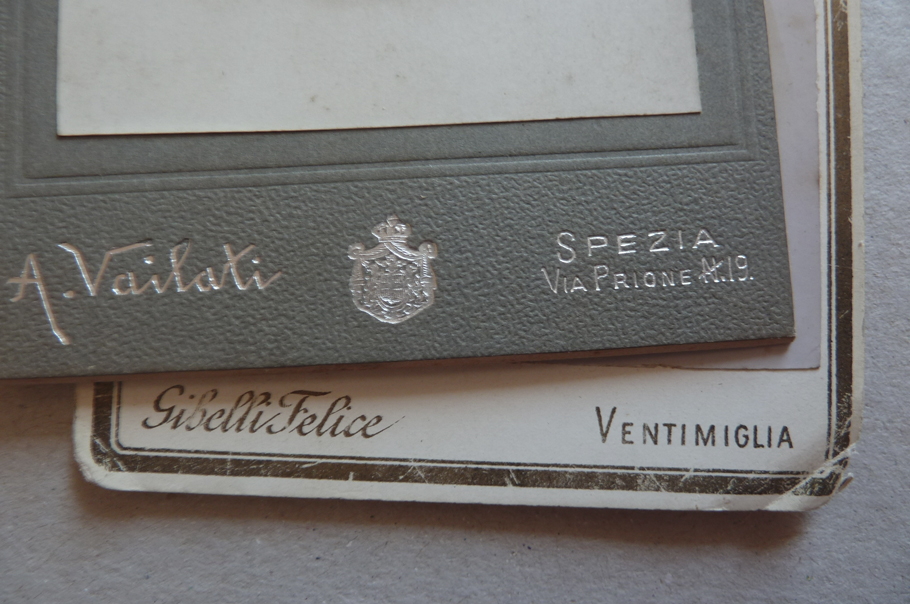 A. Vailati
SPEZIA
VIA PRIONE N. 19.
Gibelli Felice
VENTIMIGLIA